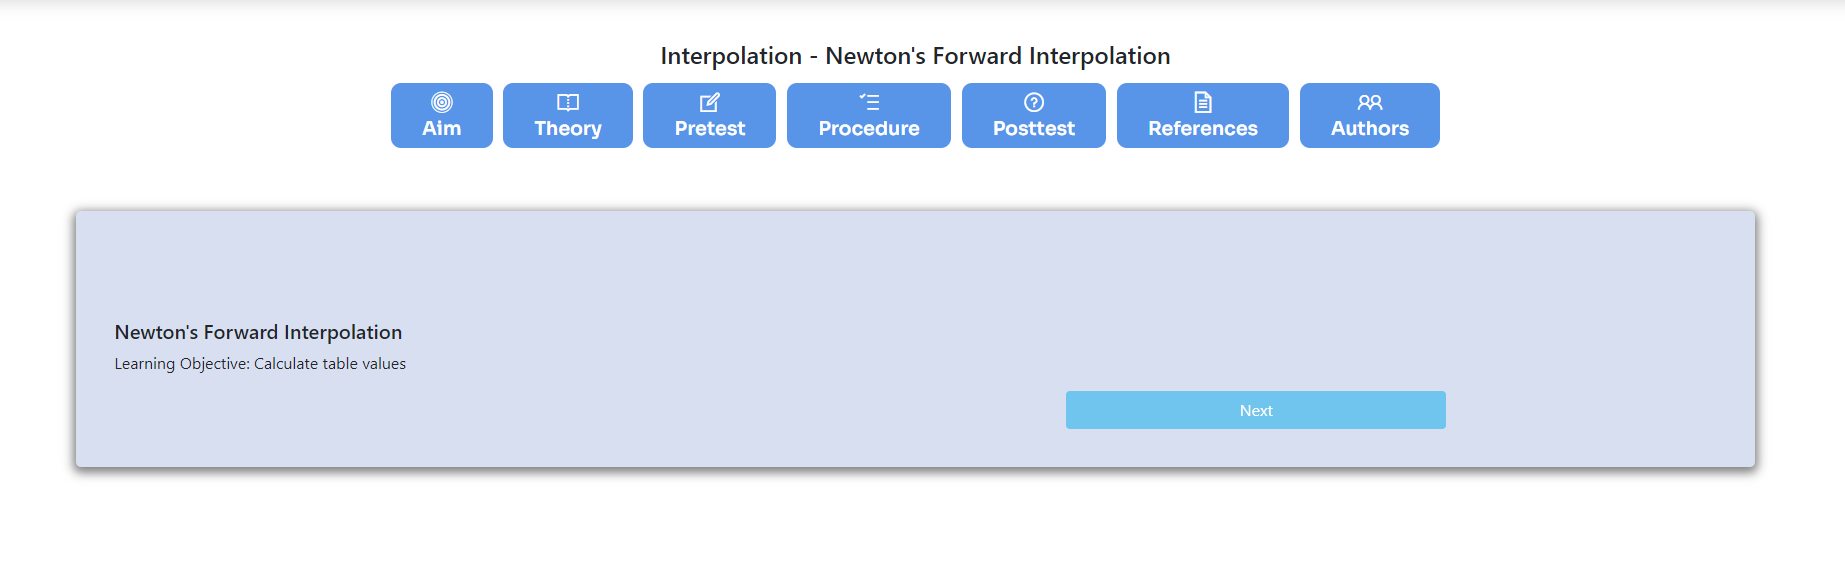 Interpolation - Newton's Forward Interpolation
Aim
Theory
Pretest
Procedure
Posttest
References
Authors
Newton's Forward Interpolation
Learning Objective: Calculate table values
Next